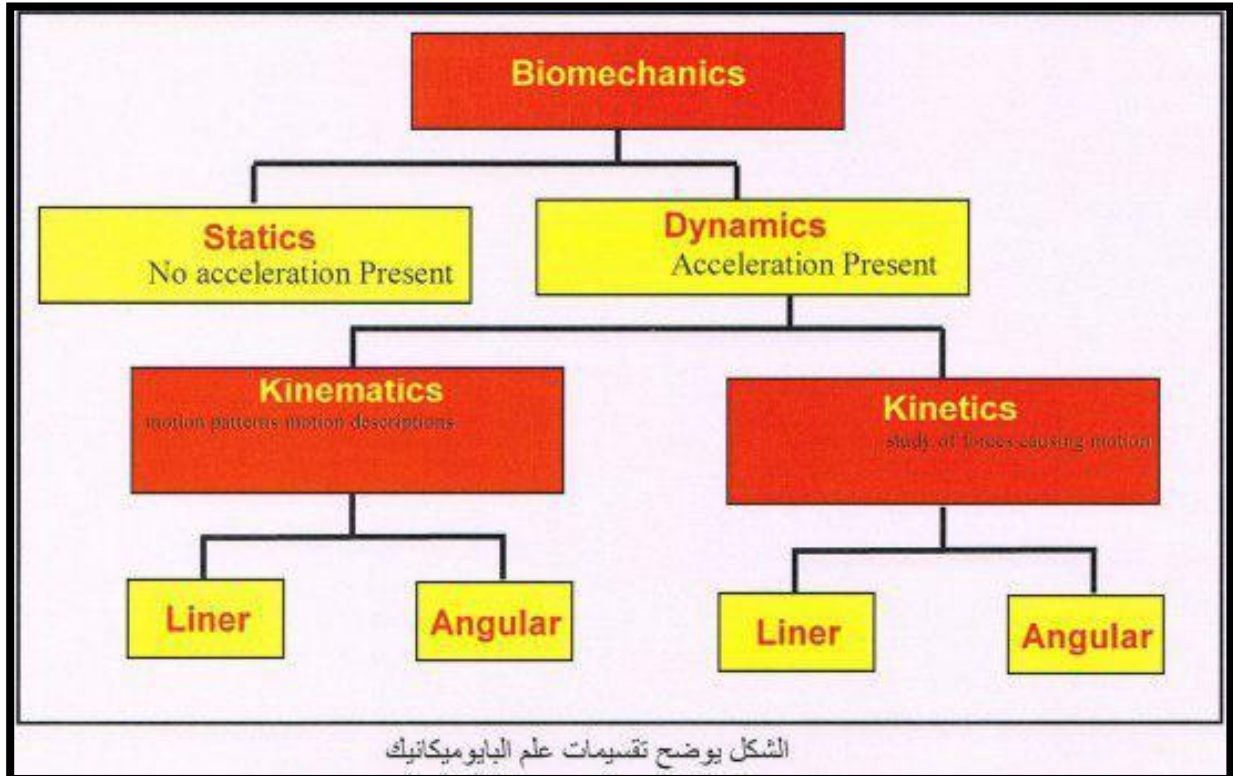 Biomechanics
Statics
No acceleration Present
Dynamics
Acceleration Present
Kinematics
motion patterns motion descriptions
Kinetics
study of forces causing motion
Liner
Angular
Liner
Angular
الشكل يوضح تقسيمات علم البايوميكانيك